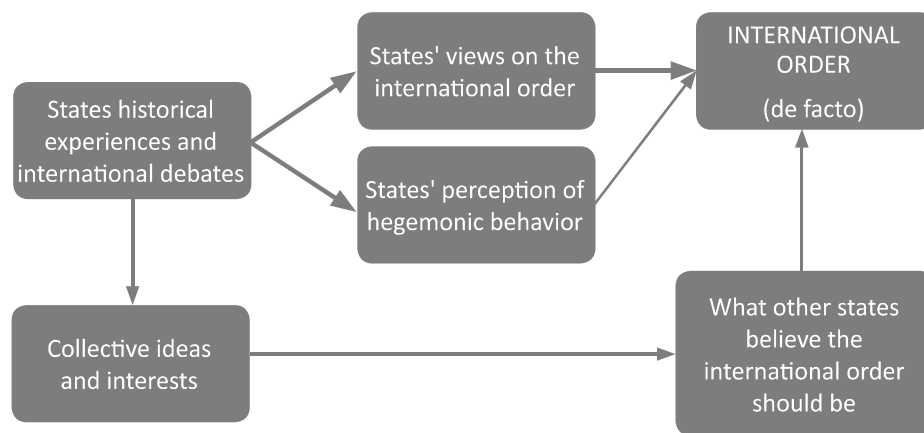 States historical
experiences and
international debates
States' views on the
international order
States' perception of
hegemonic behavior
INTERNATIONAL
ORDER
(de facto)
Collective ideas
and interests
What other states
believe the
international order
should be